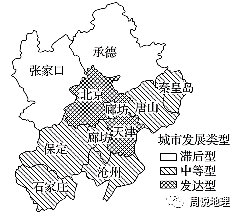 承德
张家口
秦皇岛
北京
廊坊
唐山
廊坊
天津
保定
沧州
石家庄
城市发展类型
滞后型
中等型
发达型
周说地理